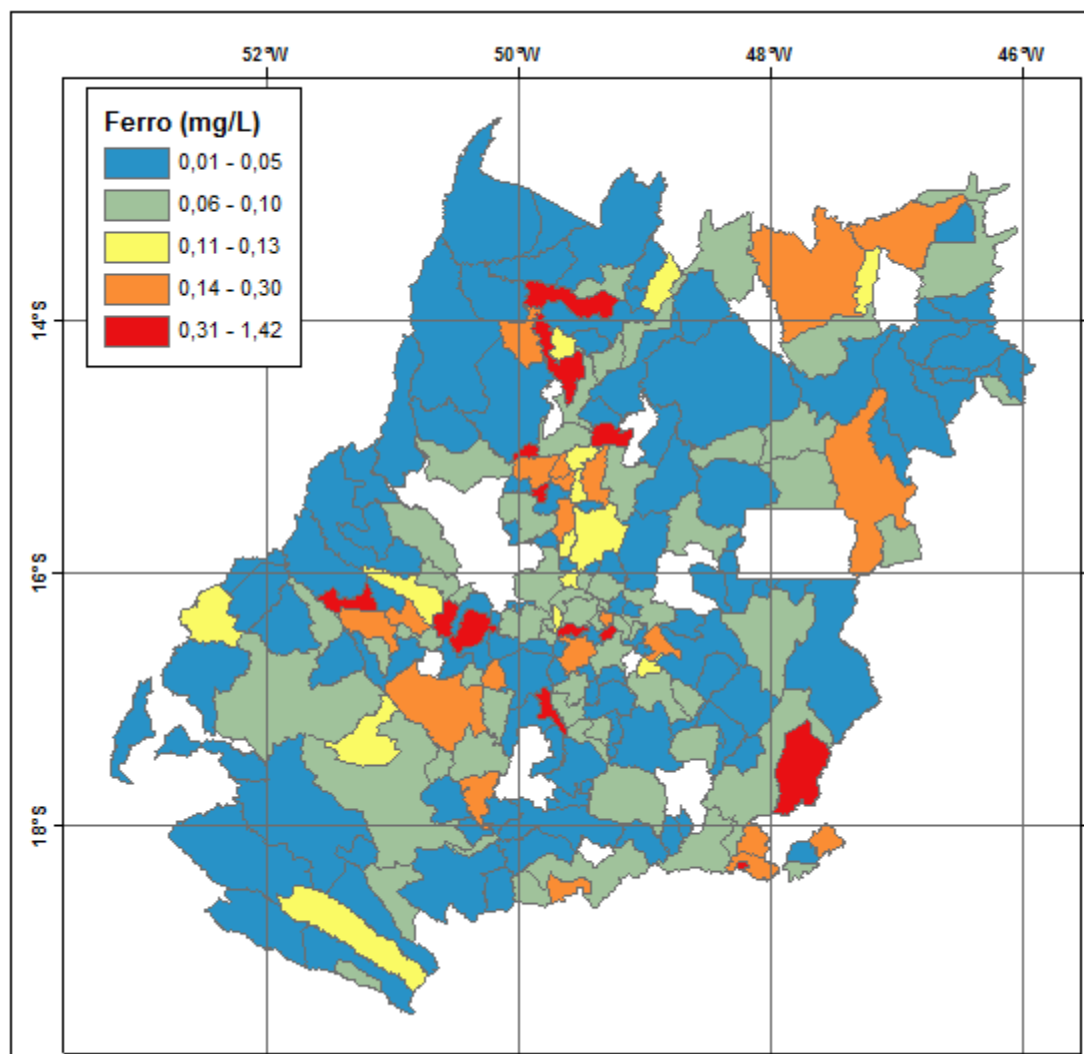 52°W 50°W 48°W 46°W
Ferro (mg/L)
0,01 - 0,05
0,06 - 0,10
0,11 - 0,13
0,14 - 0,30
0,31 - 1,42
14°S
16°S
18°S